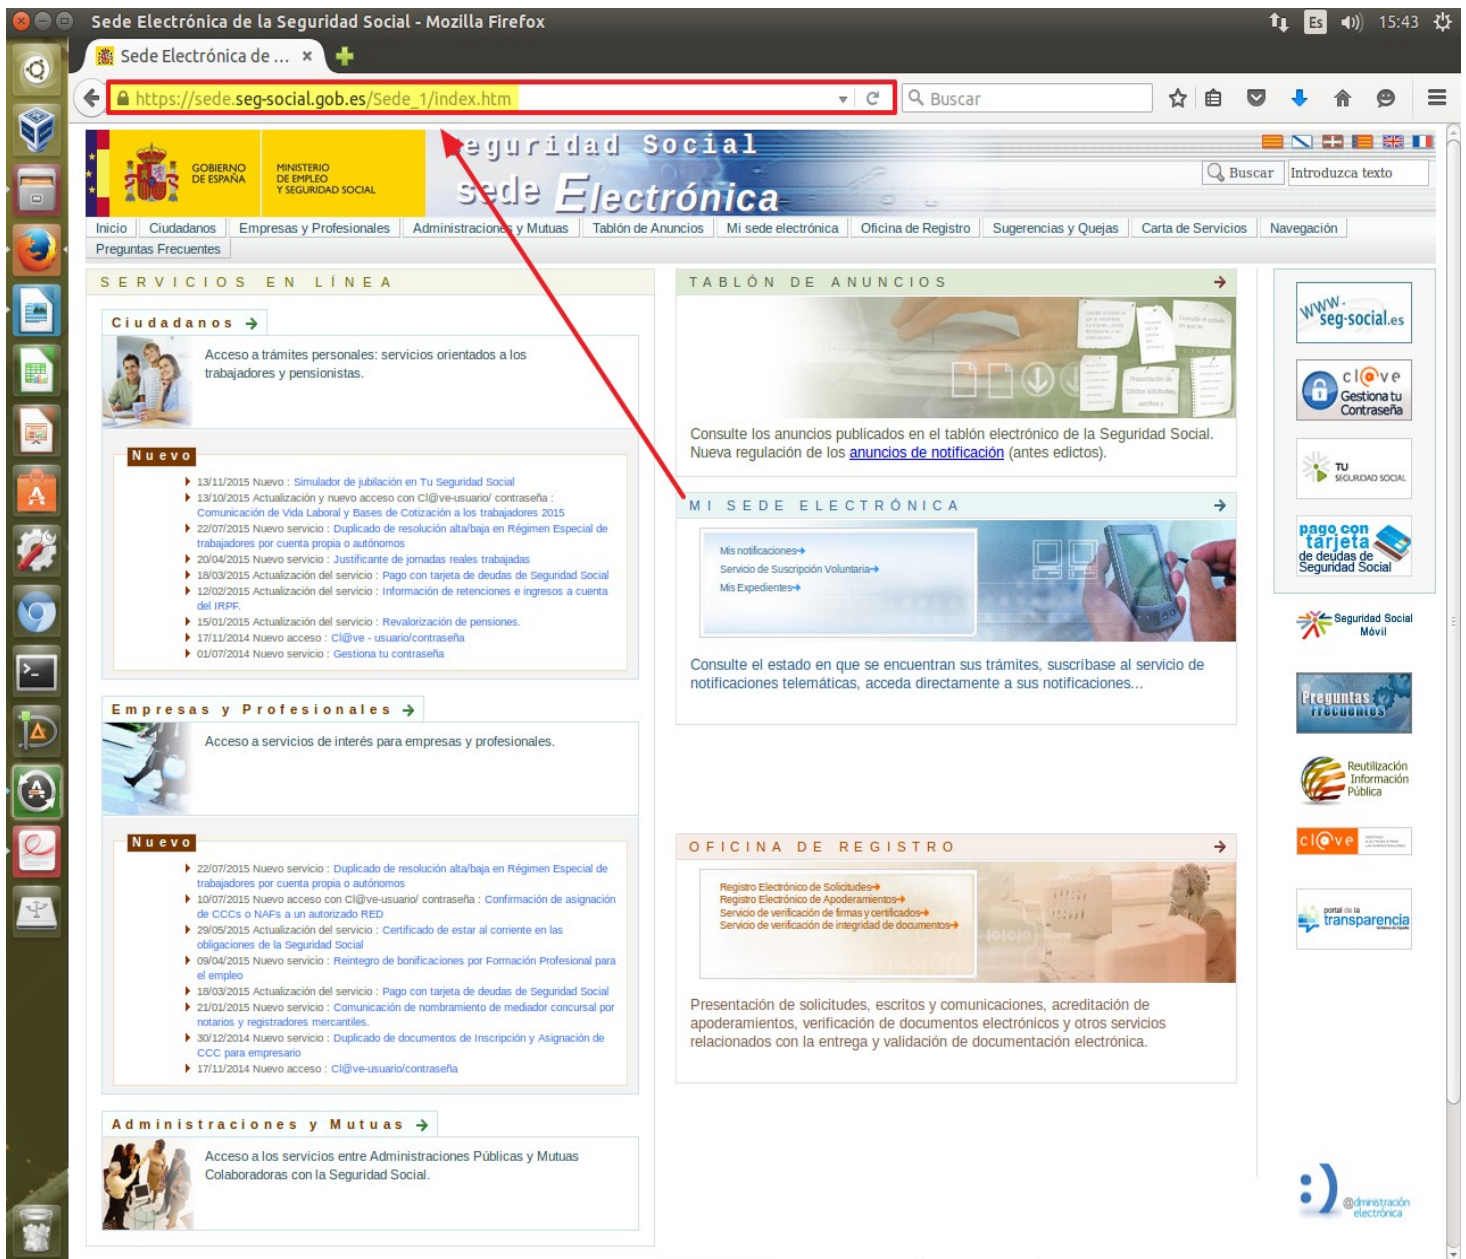 Sede Electrónica de la Seguridad Social - Mozilla Firefox
Es 15:43
Sede Electrónica de ...
https://sede.seg-social.gob.es/Sede_1/index.htm
Buscar
GOBIERNO
DE ESPAÑA
MINISTERIO
DE EMPLEO
Y SEGURIDAD SOCIAL
eguridad Social
sede Electrónica
Buscar Introduzca texto
Inicio Ciudadanos Empresas y Profesionales Administraciones y Mutuas Tablón de Anuncios Mi sede electrónica Oficina de Registro Sugerencias y Quejas Carta de Servicios Navegación
Preguntas Frecuentes
SERVICIOS EN LÍNEA
Ciudadanos
Acceso a trámites personales: servicios orientados a los
trabajadores y pensionistas.
Nuevo
13/11/2015 Nuevo : Simulador de jubilación en Tu Seguridad Social
13/10/2015 Actualización y nuevo acceso con Cl@ve-usuario/ contraseña :
Comunicación de Vida Laboral y Bases de Cotización a los trabajadores 2015
22/07/2015 Nuevo servicio : Duplicado de resolución alta/baja en Régimen Especial de
trabajadores por cuenta propia o autónomos
20/04/2015 Nuevo servicio : Justificante de jornadas reales trabajadas
18/03/2015 Actualización del servicio : Pago con tarjeta de deudas de Seguridad Social
12/02/2015 Actualización del servicio : Información de retenciones e ingresos a cuenta
del IRPF.
15/01/2015 Actualización del servicio : Revalorización de pensiones.
17/11/2014 Nuevo acceso : Cl@ve - usuario/contraseña
01/07/2014 Nuevo servicio : Gestiona tu contraseña
Empresas y Profesionales
Acceso a servicios de interés para empresas y profesionales.
Nuevo
22/07/2015 Nuevo servicio : Duplicado de resolución alta/baja en Régimen Especial de
trabajadores por cuenta propia o autónomos
10/07/2015 Nuevo acceso con Cl@ve-usuario/ contraseña : Confirmación de asignación
de CCCs o NAFs a un autorizado RED
29/05/2015 Actualización del servicio : Certificado de estar al corriente en las
obligaciones de la Seguridad Social
09/04/2015 Nuevo servicio : Reintegro de bonificaciones por Formación Profesional para
el empleo
18/03/2015 Actualización del servicio : Pago con tarjeta de deudas de Seguridad Social
21/01/2015 Nuevo servicio : Comunicación de nombramiento de mediador concursal por
notarios y registradores mercantiles.
30/12/2014 Nuevo servicio : Duplicado de documentos de Inscripción y Asignación de
CCC para empresario
17/11/2014 Nuevo acceso : Cl@ve-usuario/contraseña
Administraciones y Mutuas
Acceso a los servicios entre Administraciones Públicas y Mutuas
Colaboradoras con la Seguridad Social.
TABLÓN DE ANUNCIOS
Consulte los anuncios publicados en el tablón electrónico de la Seguridad Social.
Nueva regulación de los anuncios de notificación (antes edictos).
MI SEDE ELECTRÓNICA
Mis notificaciones
Servicio de Suscripción Voluntaria
Mis Expedientes
Consulte el estado en que se encuentran sus trámites, suscríbase al servicio de
notificaciones telemáticas, acceda directamente a sus notificaciones...
OFICINA DE REGISTRO
Registro Electrónico de Solicitudes
Registro Electrónico de Apoderamientos
Servicio de verificación de firmas y certificados
Servicio de verificación de integridad de documentos
Presentación de solicitudes, escritos y comunicaciones, acreditación de
apoderamientos, verificación de documentos electrónicos y otros servicios
relacionados con la entrega y validación de documentación electrónica.
www.
seg-social.es
cl@ve
Gestiona tu
Contraseña
TU
SEGURIDAD SOCIAL
pago con
tarjeta
de deudas de
Seguridad Social
Seguridad Social
Móvil
Preguntas
Frecuentes
Reutilización
Información
Pública
cl@ve
portal de la
transparencia
:)
@dministración
electrónica